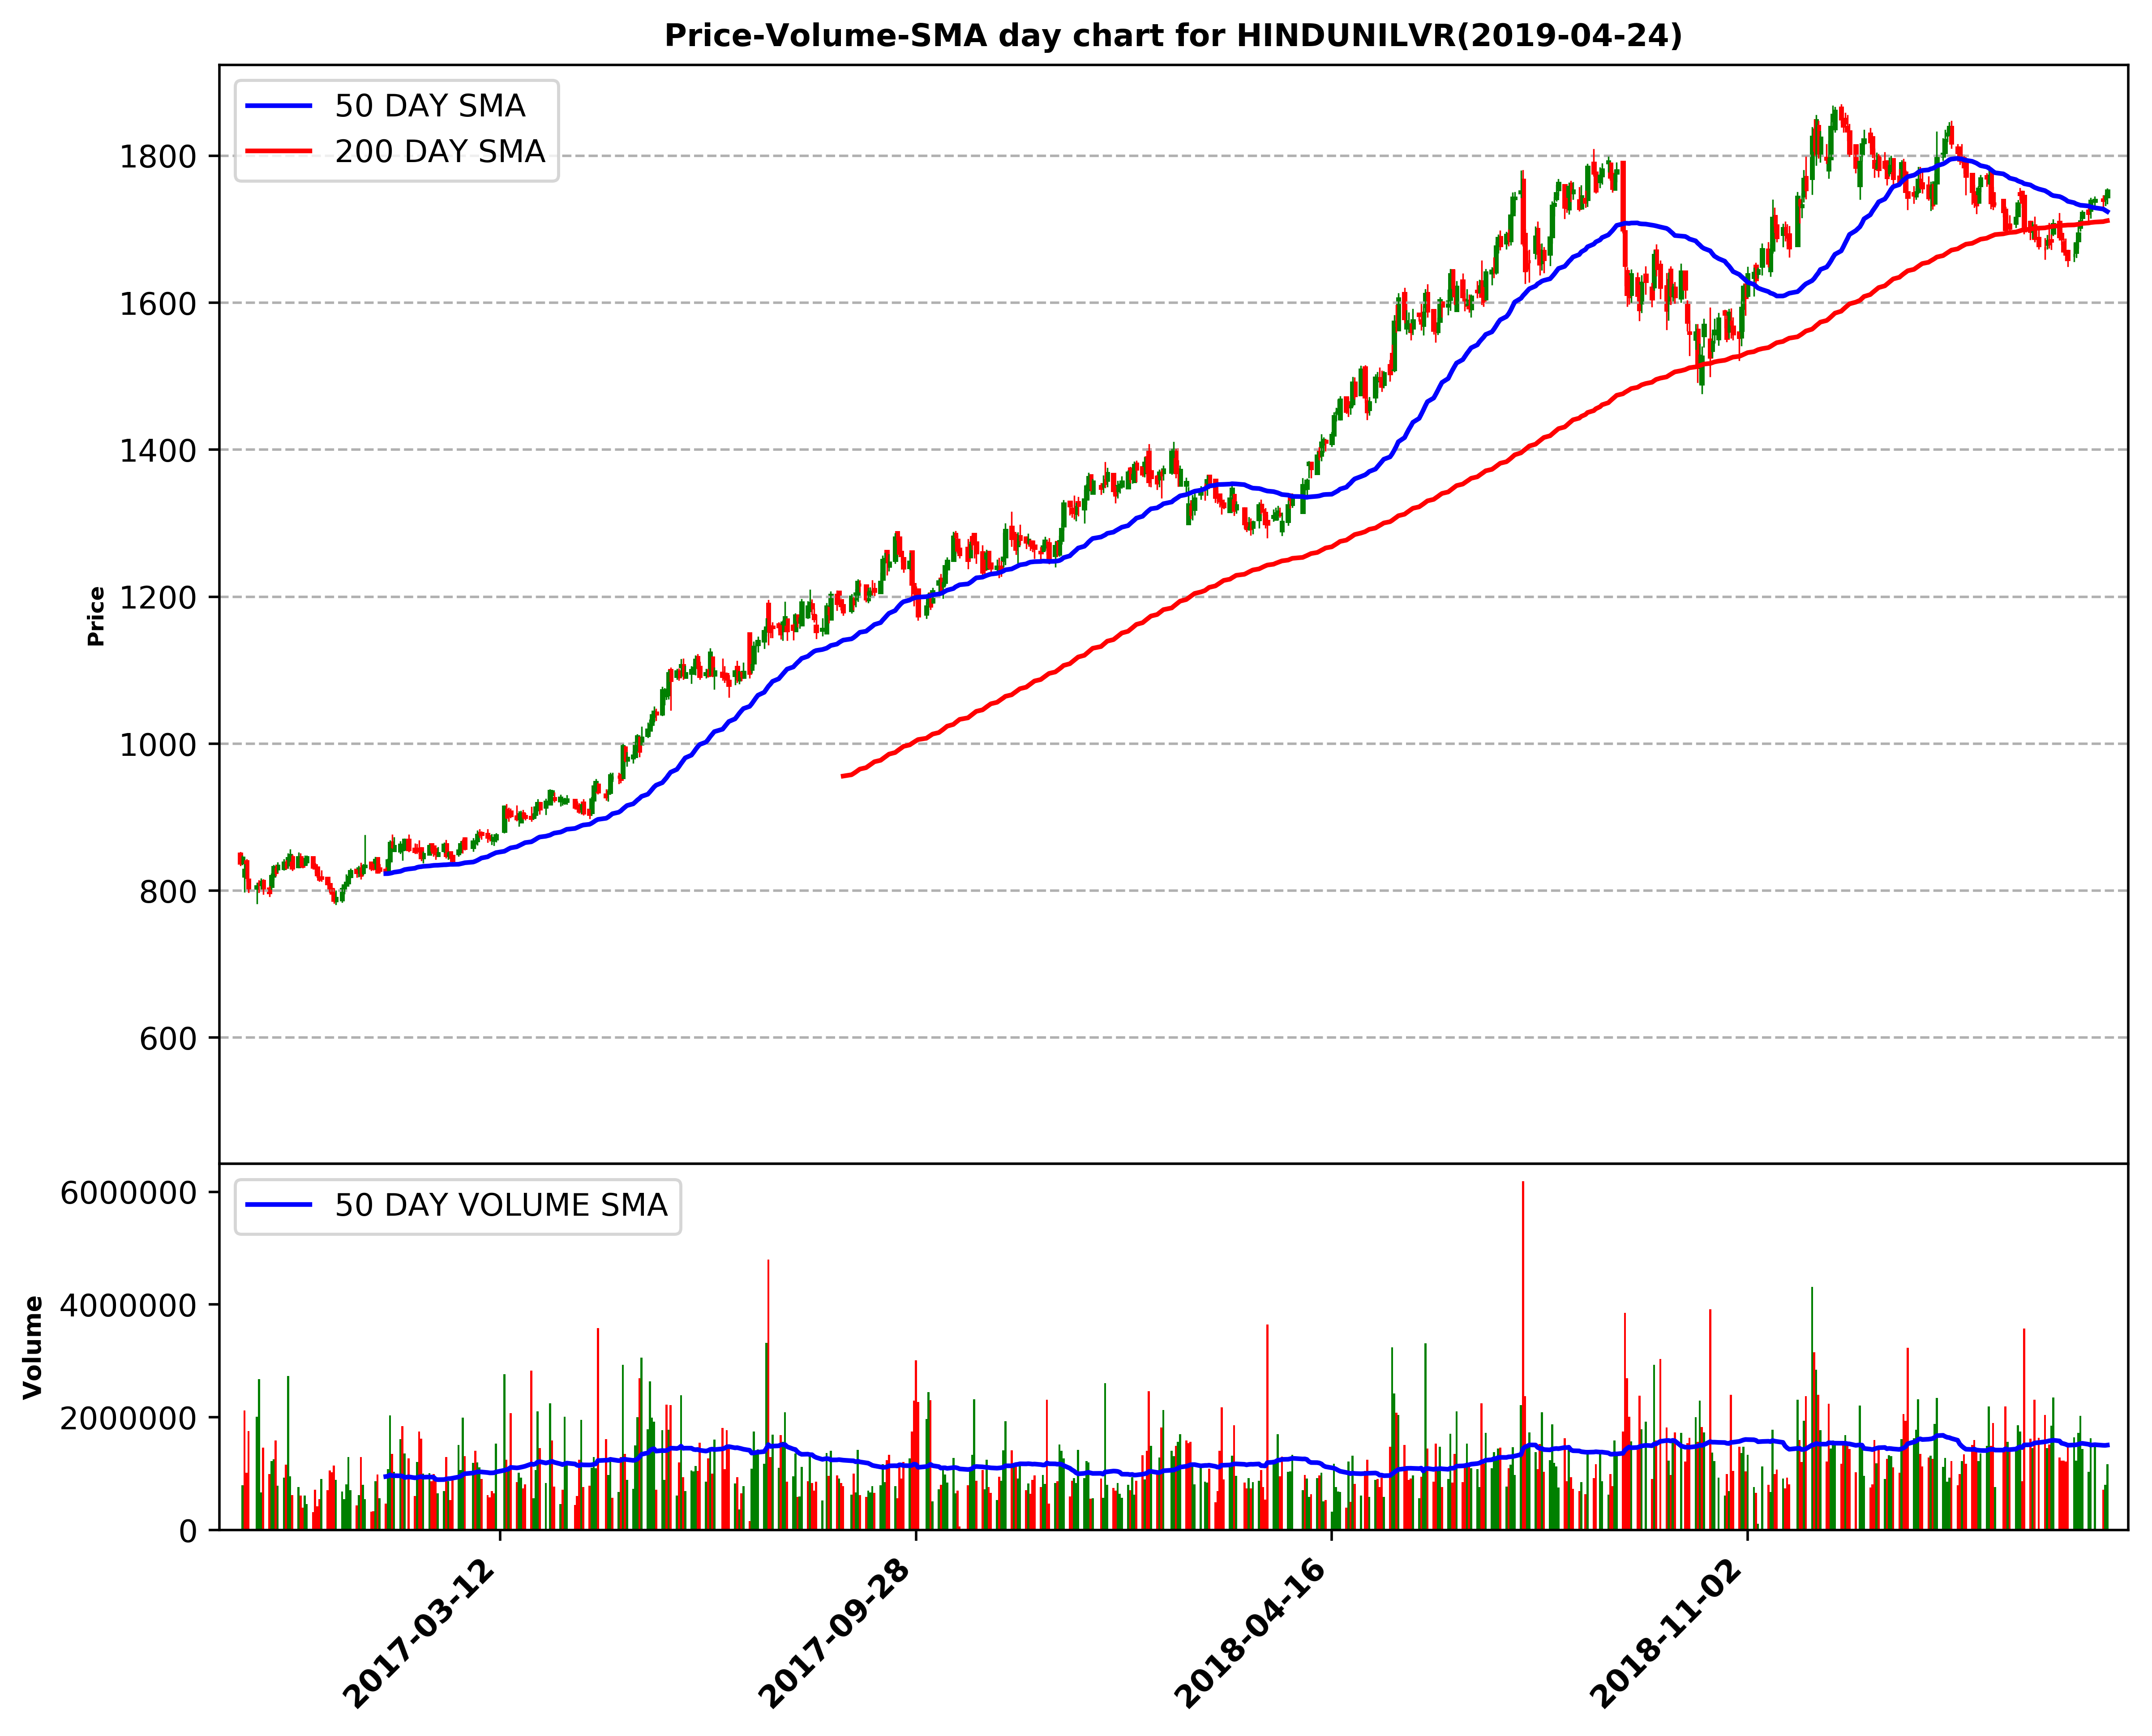 Price-Volume-SMA day chart for HINDUNILVR(2019-04-24)
50 DAY SMA
200 DAY SMA
1800
1600
1400
1200
1000
800
600
Price
50 DAY VOLUME SMA
6000000
4000000
2000000
0
Volume
2017-03-12
2017-09-28
2018-04-16
2018-11-02